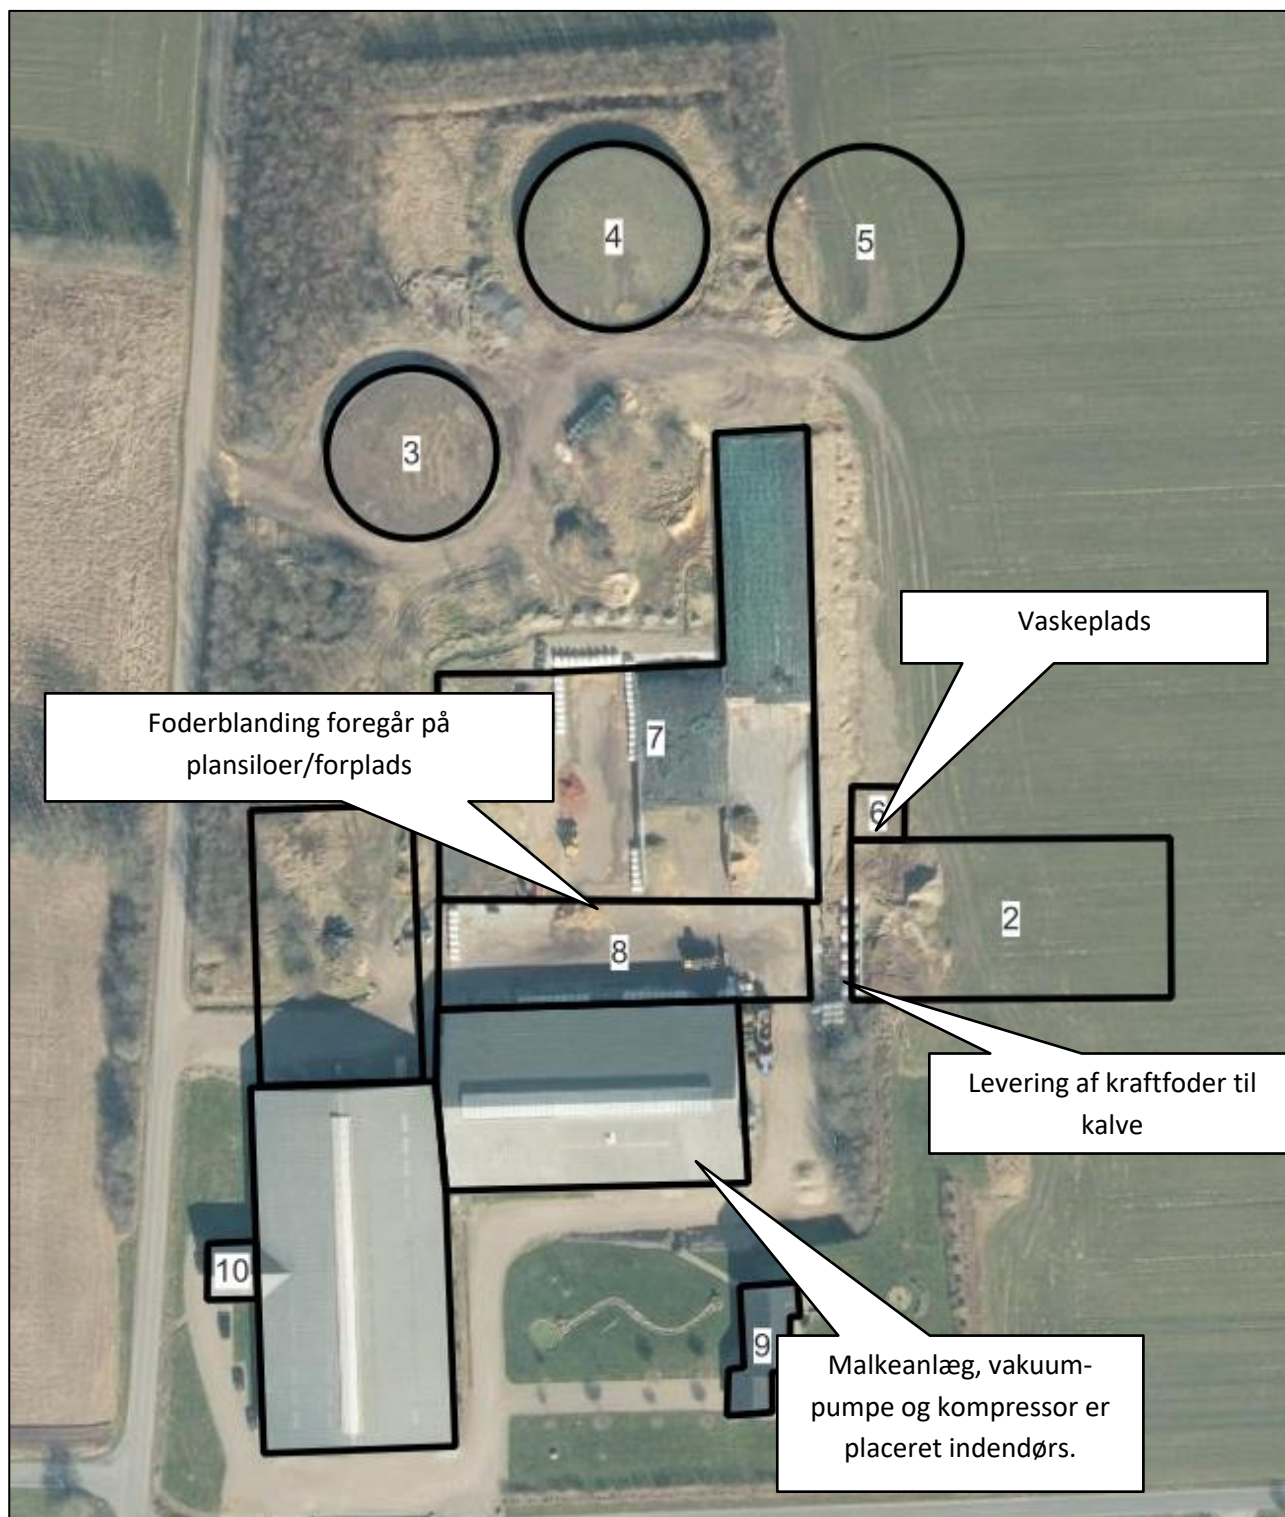 4
5
3
Vaskeplads
Foderblanding foregår på
plansiloer/forplads
7
6
2
8
Levering af kraftfoder til
kalve
10
9
Malkeanlæg, vakuum-
pumpe og kompressor er
placeret indendørs.